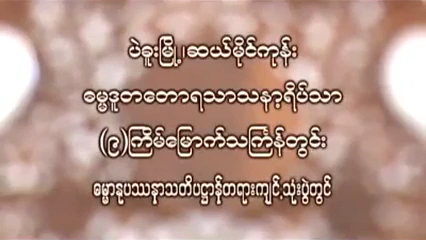 ပဲခူးမြို့၊ဆယ်မိုင်ကုန်း
ဓမ္မဒူတတောရသာသနာ့ရိပ်သာ
(၉)ကြိမ်မြောက်သင်္ကြန်တွင်း
ဓမ္မာနုပဿနာသတိပဋ္ဌာန်တရားကျင့်သုံးပွဲတွင်